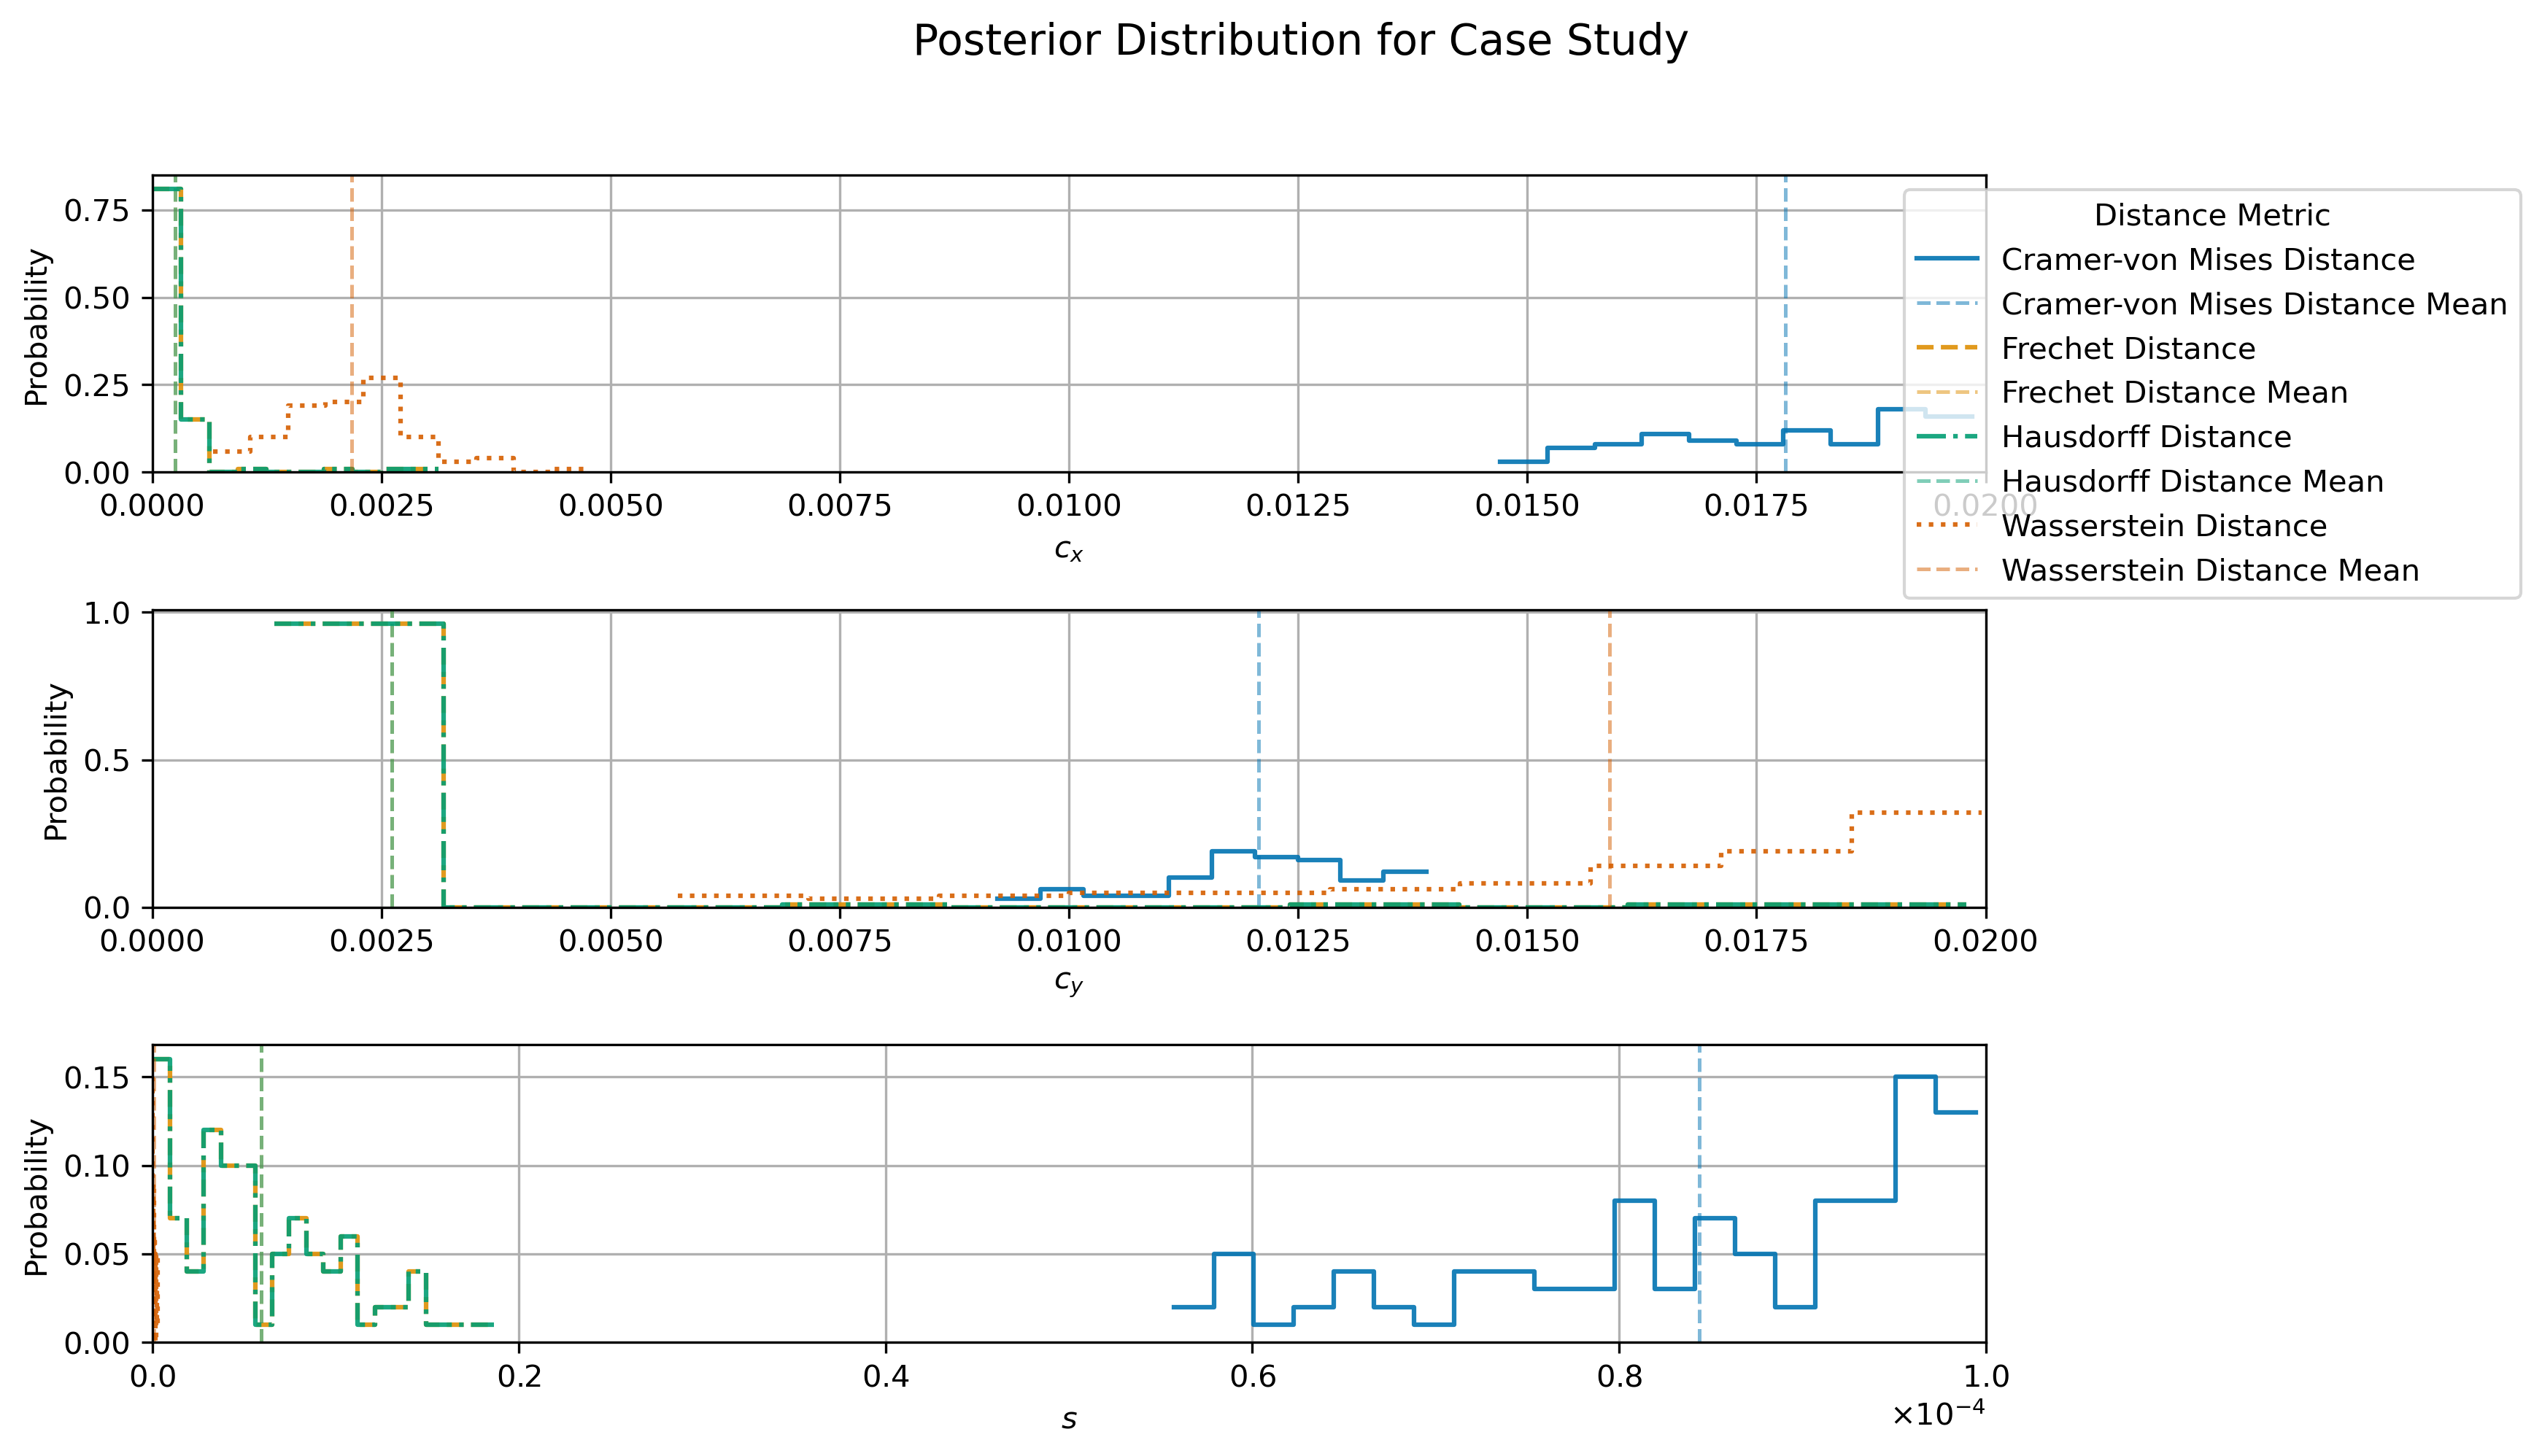 Posterior Distribution for Case Study
Probability
0.75
0.50
0.25
0.00
0.0000 0.0025 0.0050 0.0075 0.0100 0.0125 0.0150 0.0175 0.0200
c_x
Distance Metric
Cramer-von Mises Distance
Cramer-von Mises Distance Mean
Frechet Distance
Frechet Distance Mean
Hausdorff Distance
Hausdorff Distance Mean
Wasserstein Distance
Wasserstein Distance Mean
Probability
1.0
0.5
0.0
0.0000 0.0025 0.0050 0.0075 0.0100 0.0125 0.0150 0.0175 0.0200
c_y
Probability
0.15
0.10
0.05
0.00
0.0 0.2 0.4 0.6 0.8 1.0
×10⁻⁴
s